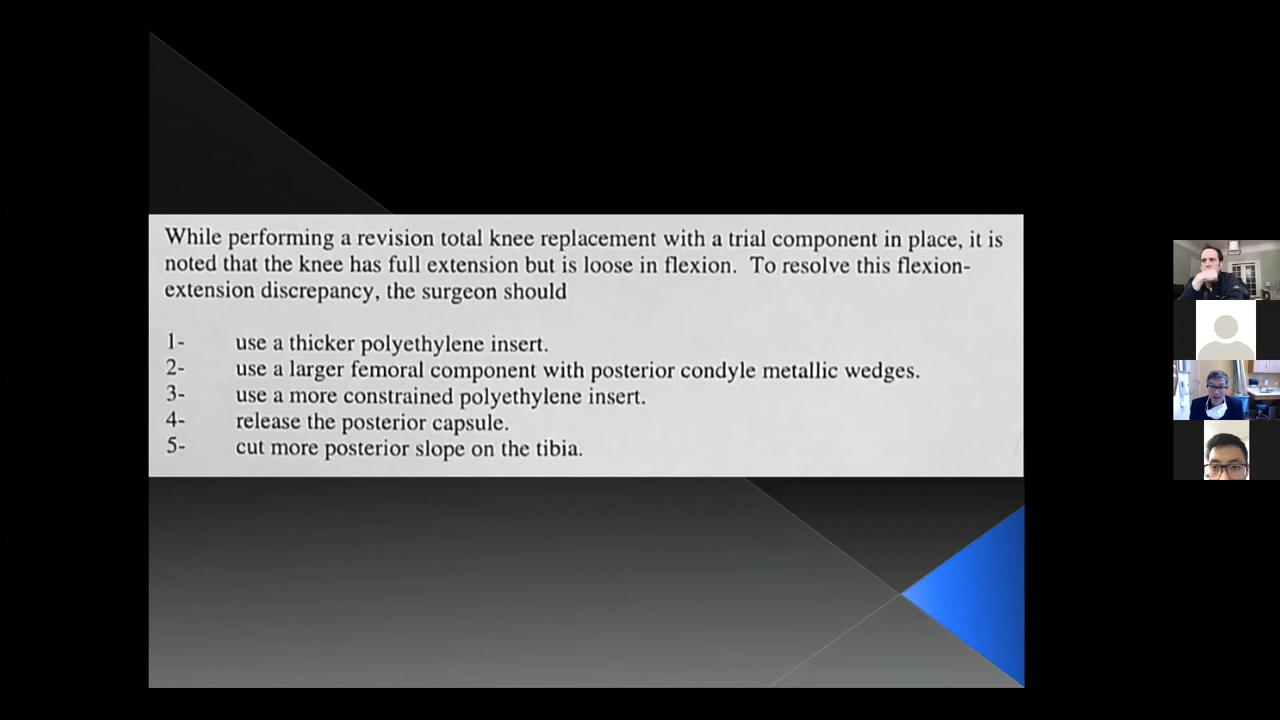 While performing a revision total knee replacement with a trial component in place, it is
noted that the knee has full extension but is loose in flexion. To resolve this flexion-
extension discrepancy, the surgeon should
1- use a thicker polyethylene insert.
2- use a larger femoral component with posterior condyle metallic wedges.
3- use a more constrained polyethylene insert.
4- release the posterior capsule.
5- cut more posterior slope on the tibia.